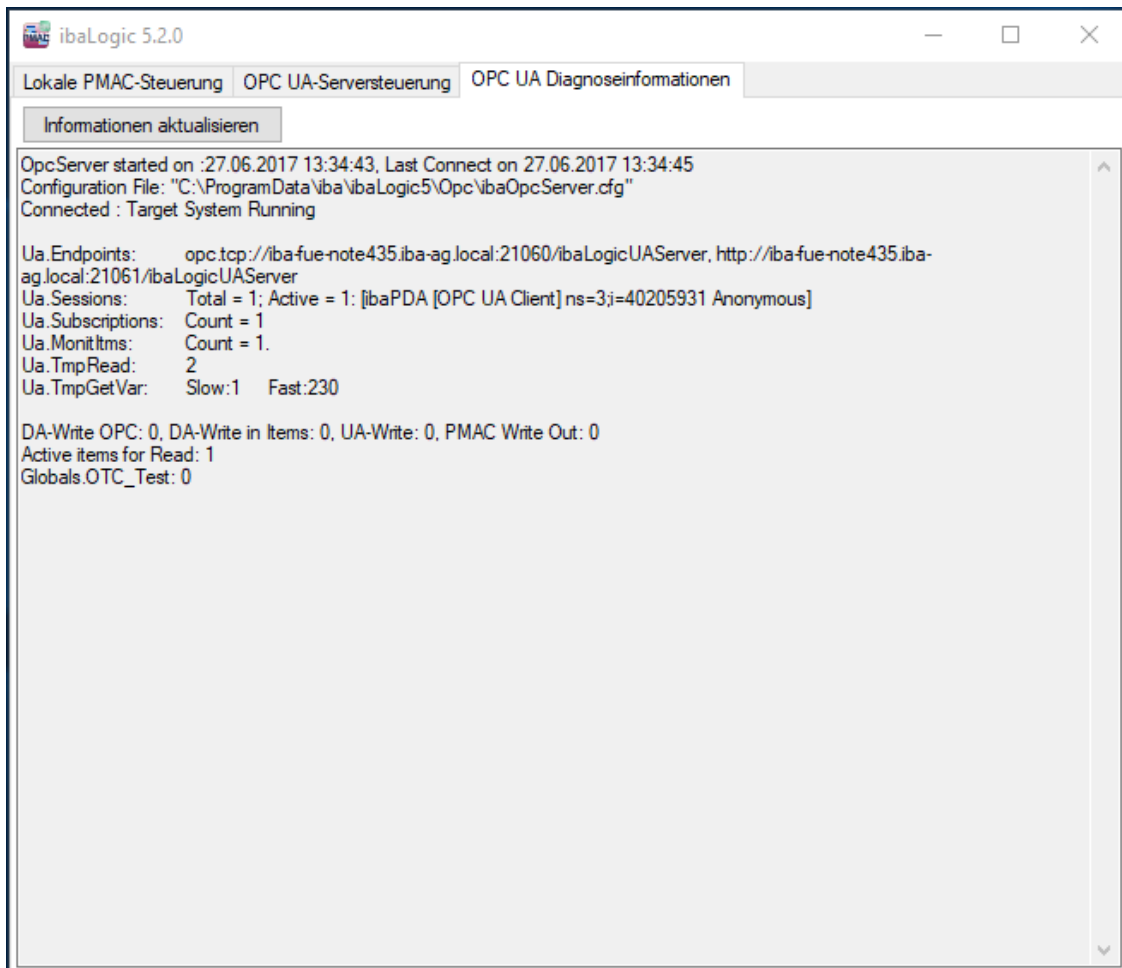 ibaLogic 5.2.0
Lokale PMAC-Steuerung OPC UA-Serversteuerung OPC UA Diagnoseinformationen
Informationen aktualisieren
OpcServer started on :27.06.2017 13:34:43, Last Connect on 27.06.2017 13:34:45
Configuration File: "C:\ProgramData\iba\ibaLogic5\Opc\ibaOpcServer.cfg"
Connected : Target System Running
Ua.Endpoints: opc.tcp://iba-fue-note435.iba-ag.local:21060/ibaLogicUAServer, http://iba-fue-note435.iba-
ag.local:21061/ibaLogicUAServer
Ua.Sessions: Total = 1; Active = 1: [ibaPDA [OPC UA Client] ns=3;i=40205931 Anonymous]
Ua.Subscriptions: Count = 1
Ua.MonitItms: Count = 1.
Ua.TmpRead: 2
Ua.TmpGetVar: Slow:1 Fast:230
DA-Write OPC: 0, DA-Write in Items: 0, UA-Write: 0, PMAC Write Out: 0
Active items for Read: 1
Globals.OTC_Test: 0